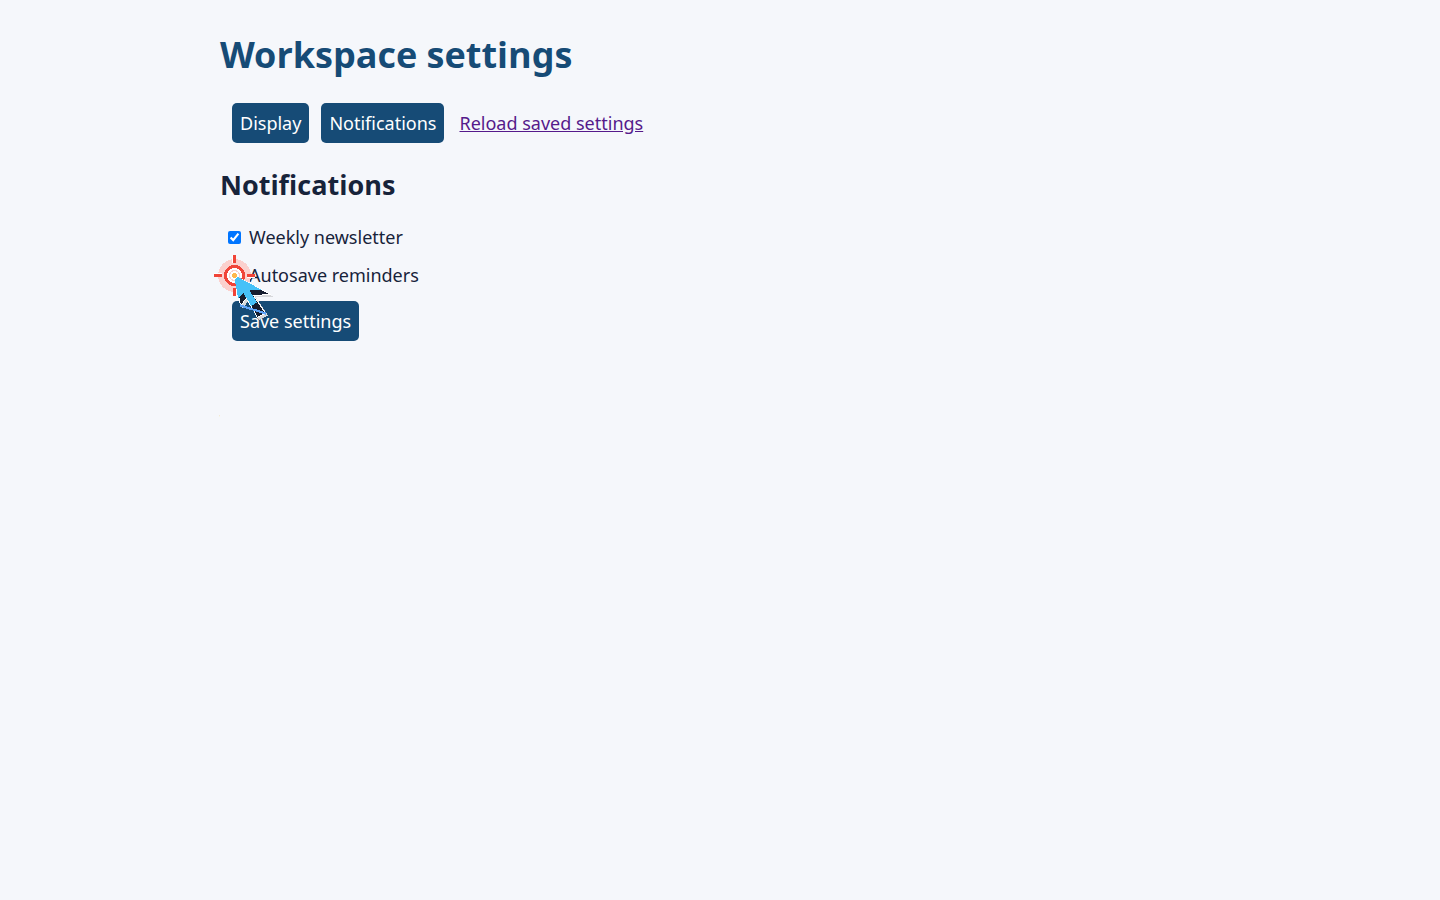 Workspace settings
Display Notifications Reload saved settings
Notifications
Weekly newsletter
Autosave reminders
Save settings